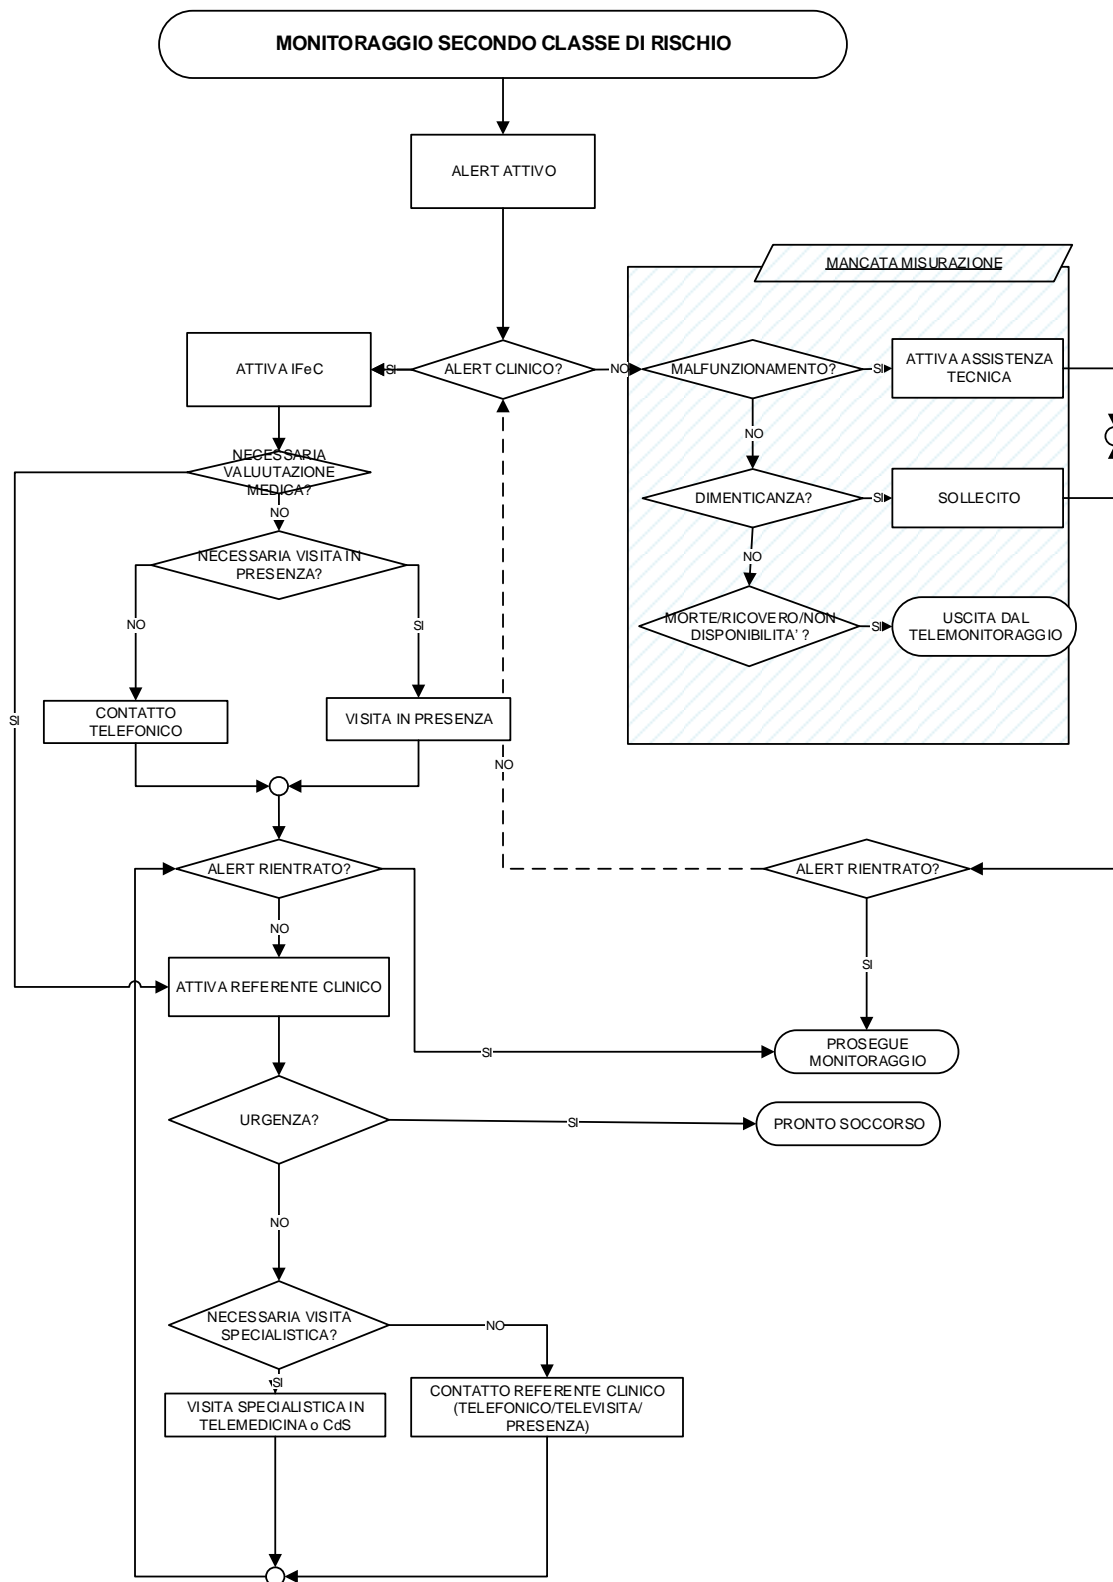 MONITORAGGIO SECONDO CLASSE DI RISCHIO
ALERT ATTIVO
MANCATA MISURAZIONE
ATTIVA IFeC
SI
ALERT CLINICO?
NO
MALFUNZIONAMENTO?
SI
ATTIVA ASSISTENZA
TECNICA
NO
NECESSARIA
VALUUTAZIONE
MEDICA?
DIMENTICANZA?
SI
SOLLECITO
NO
NO
NECESSARIA VISITA IN
PRESENZA?
NO
SI
MORTE/RICOVERO/NON
DISPONIBILITA' ?
SI
USCITA DAL
TELEMONITORAGGIO
SI
CONTATTO
TELEFONICO
VISITA IN PRESENZA
NO
ALERT RIENTRATO?
ALERT RIENTRATO?
NO
SI
ATTIVA REFERENTE CLINICO
SI
PROSEGUE
MONITORAGGIO
URGENZA?
SI
PRONTO SOCCORSO
NO
NECESSARIA VISITA
SPECIALISTICA?
NO
SI
VISITA SPECIALISTICA IN
TELEMEDICINA o CdS
CONTATTO REFERENTE CLINICO
(TELEFONICO/TELEVISITA/
PRESENZA)